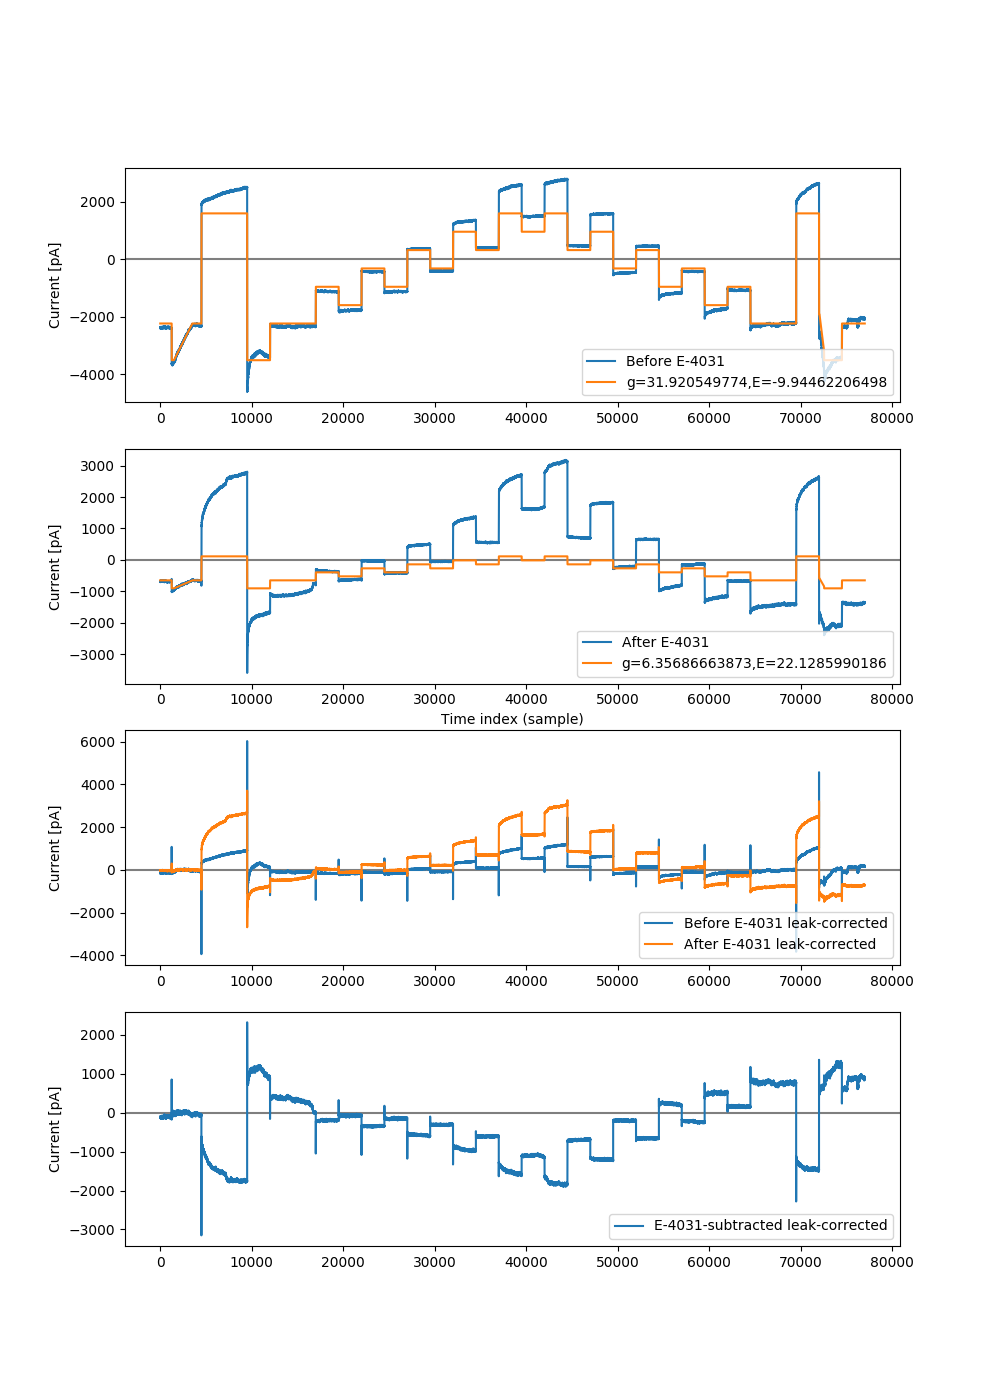 2000
0
−2000
−4000
Current [pA]
Before E-4031
g=31.920549774,E=-9.94462206498
0 10000 20000 30000 40000 50000 60000 70000 80000
3000
2000
1000
0
−1000
−2000
−3000
Current [pA]
After E-4031
g=6.35686663873,E=22.1285990186
0 10000 20000 30000 40000 50000 60000 70000 80000
Time index (sample)
6000
4000
2000
0
−2000
−4000
Current [pA]
Before E-4031 leak-corrected
After E-4031 leak-corrected
0 10000 20000 30000 40000 50000 60000 70000 80000
2000
1000
0
−1000
−2000
−3000
Current [pA]
E-4031-subtracted leak-corrected
0 10000 20000 30000 40000 50000 60000 70000 80000